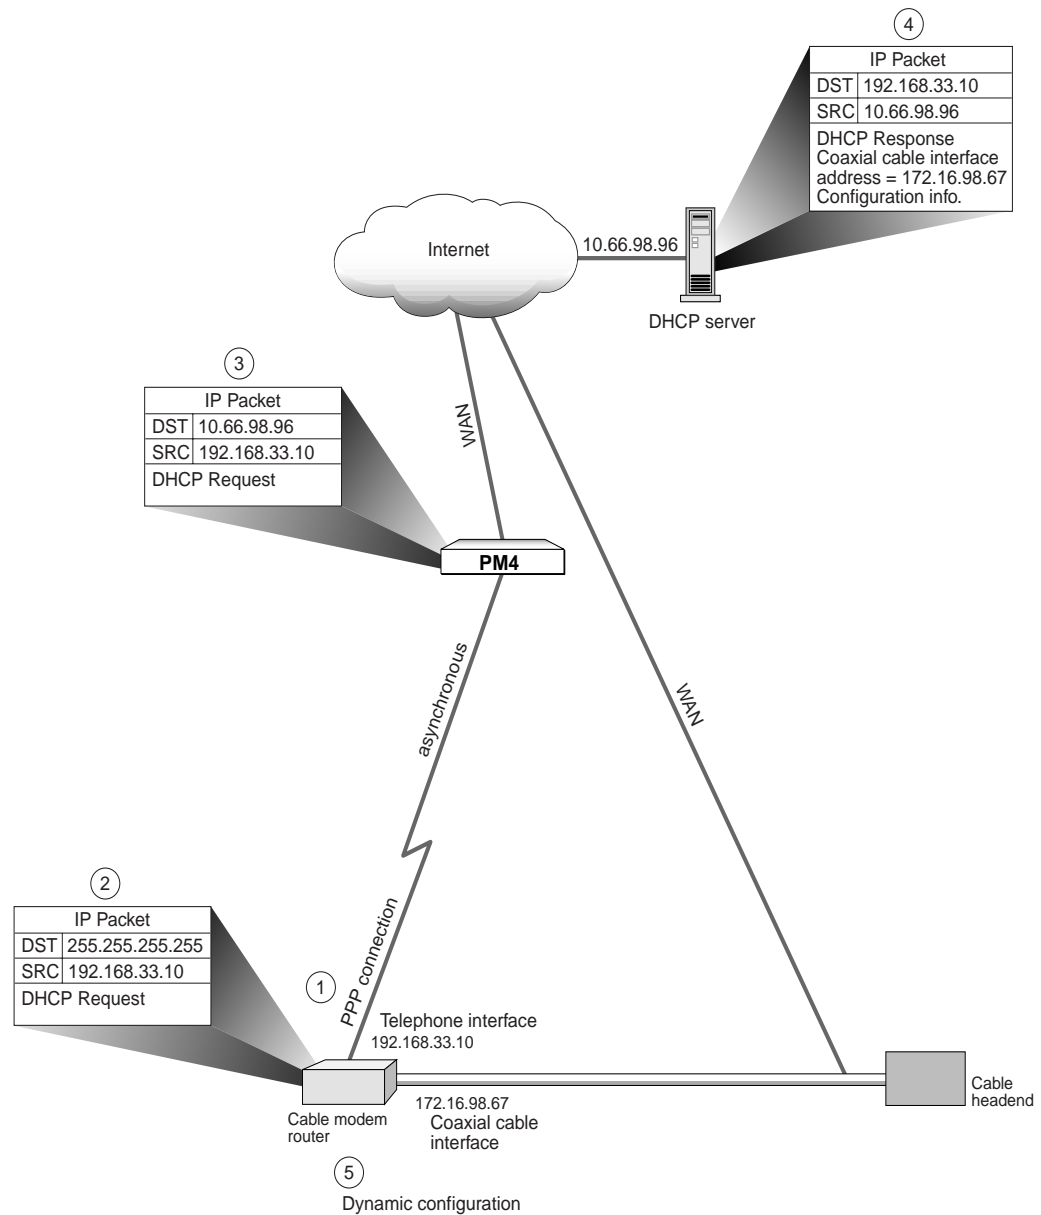 4
IP Packet
DST 192.168.33.10
SRC 10.66.98.96
DHCP Response
Coaxial cable interface
address = 172.16.98.67
Configuration info.
Internet
10.66.98.96
DHCP server
3
IP Packet
DST 10.66.98.96
SRC 192.168.33.10
DHCP Request
WAN
PM4
asynchronous
WAN
2
IP Packet
DST 255.255.255.255
SRC 192.168.33.10
DHCP Request
1
PPP connection
Telephone interface
192.168.33.10
Cable modem
router
172.16.98.67
Coaxial cable
interface
Cable
headend
5
Dynamic configuration